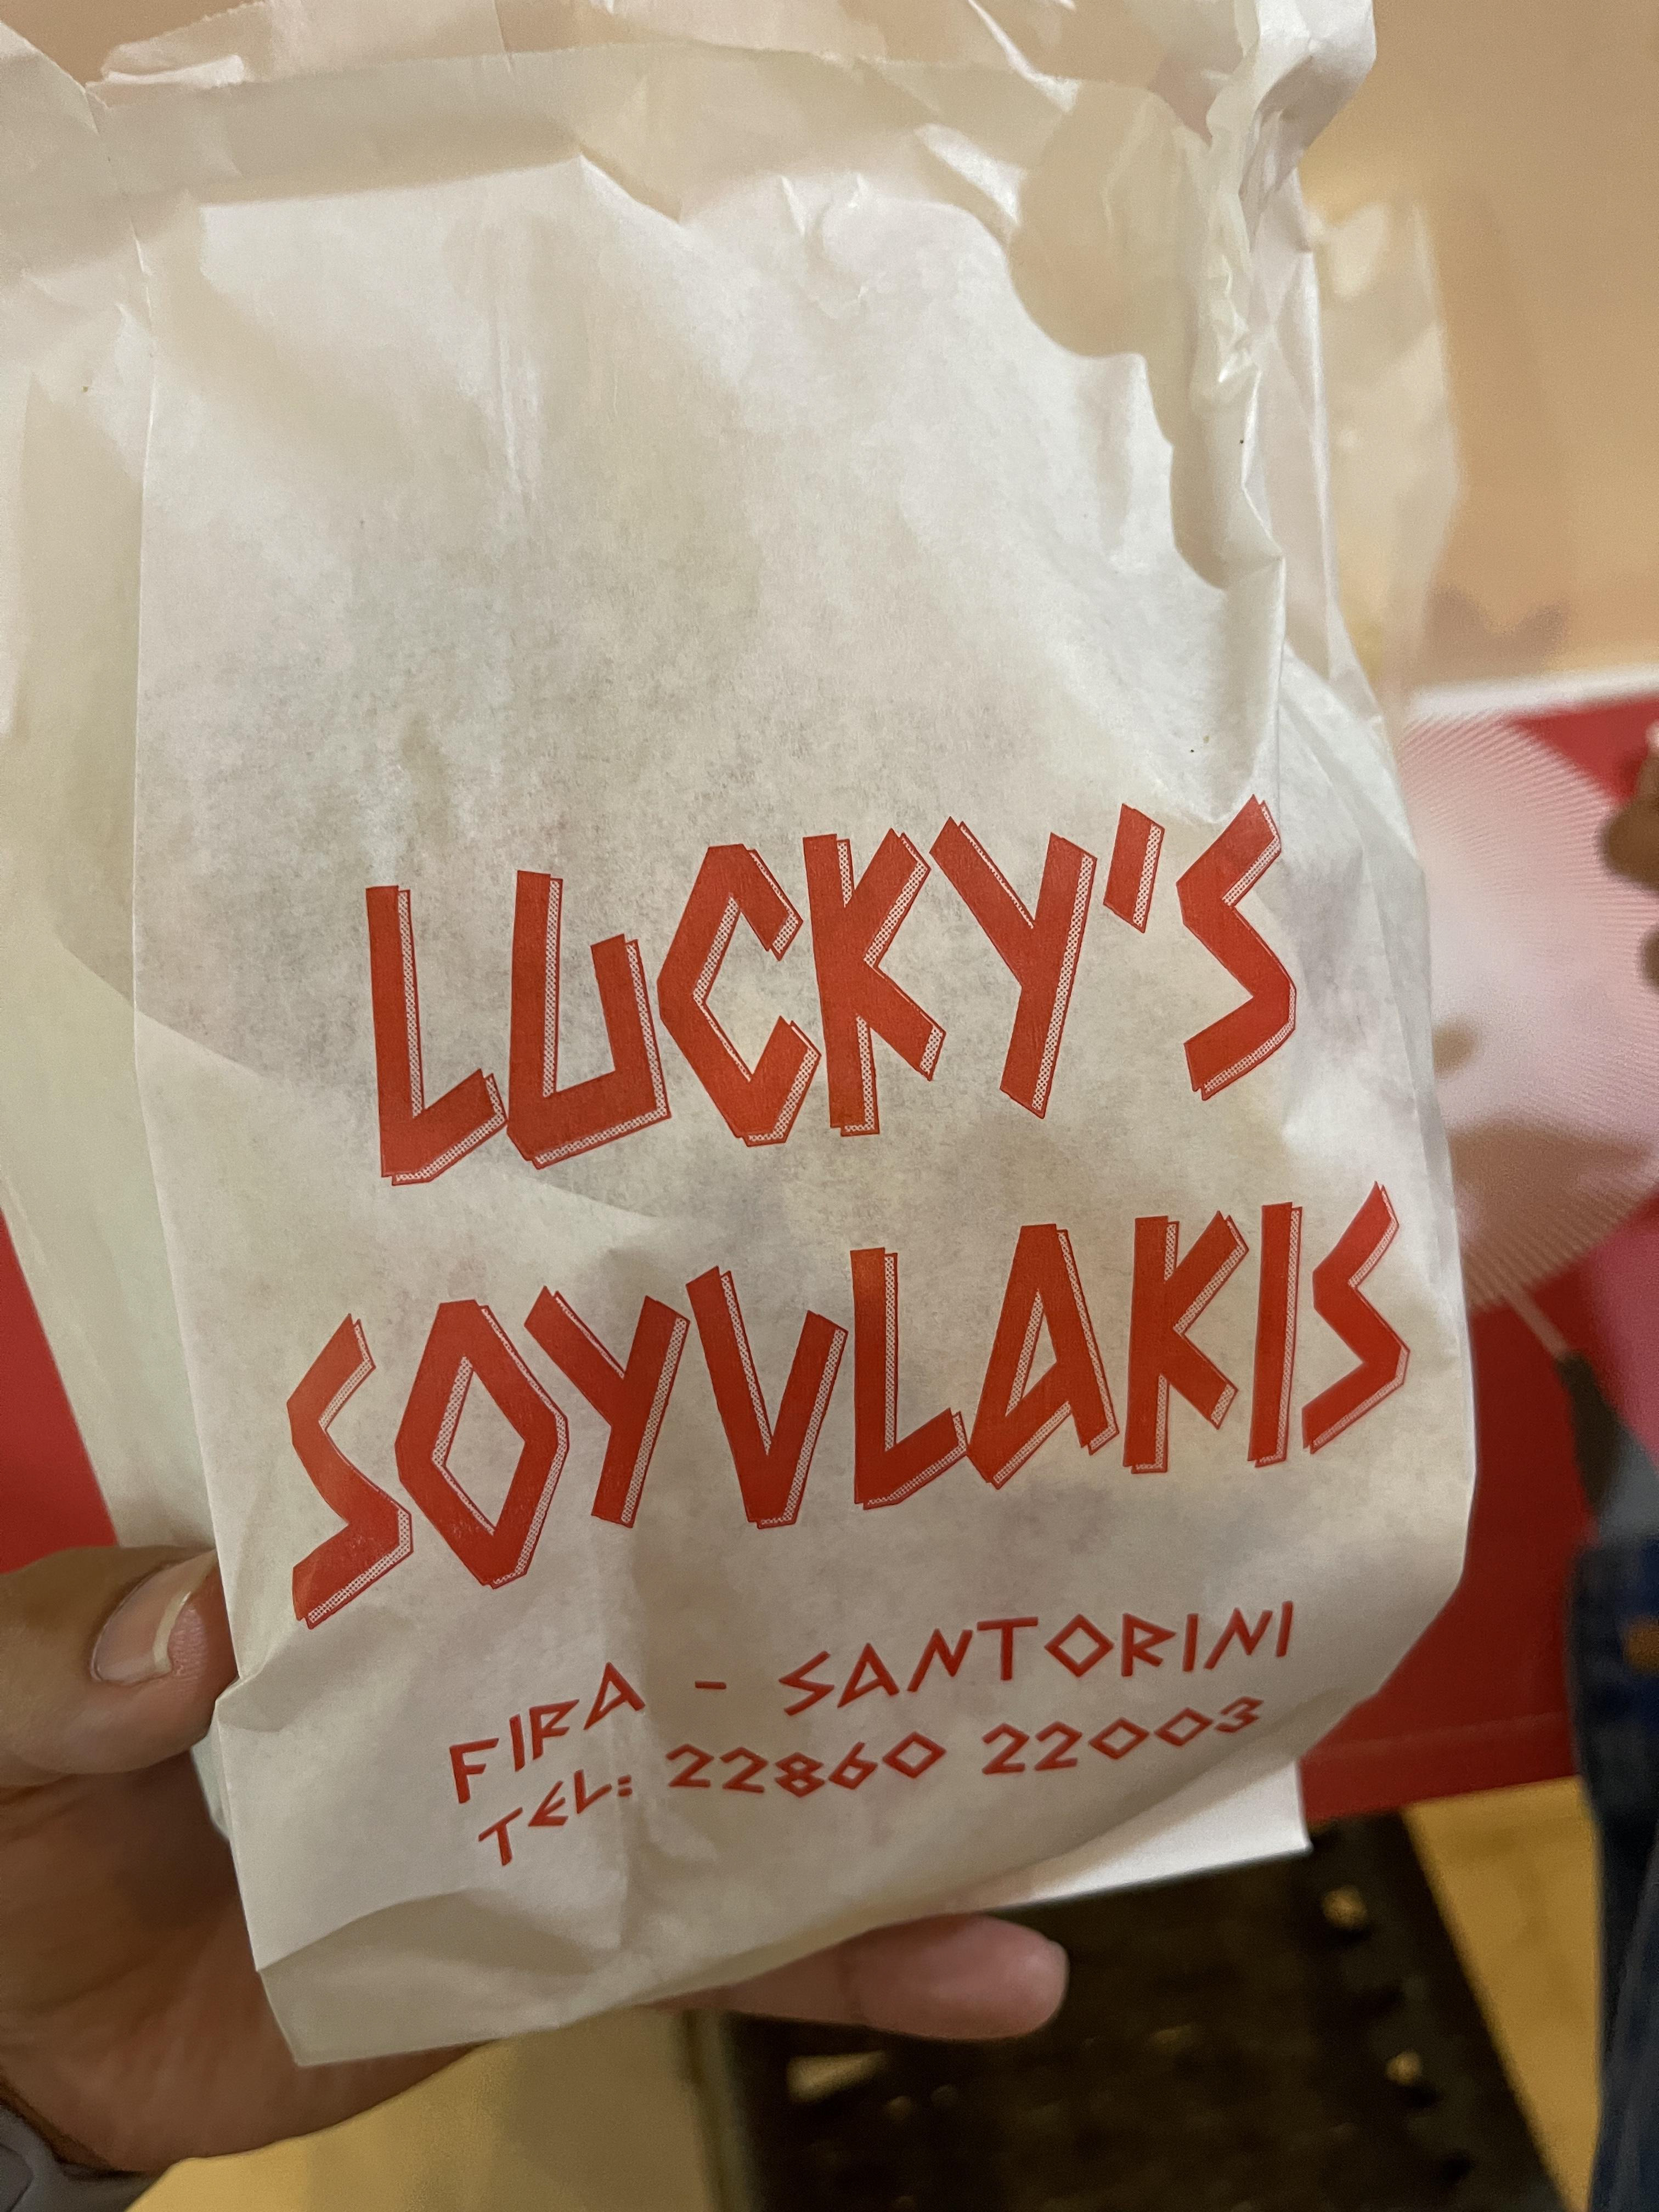 LUCKY'S
SOYVLAKIS
FIRA - SANTORINI
TEL: 22860 22003